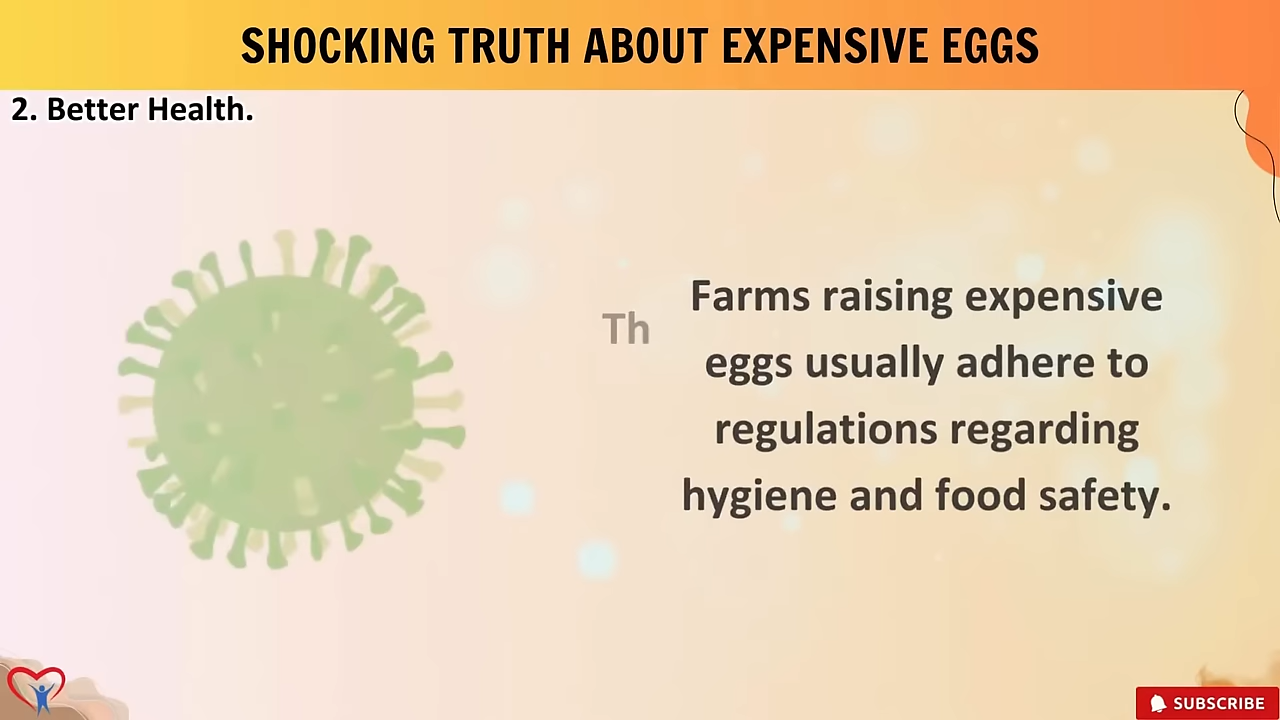 SHOCKING TRUTH ABOUT EXPENSIVE EGGS
2. Better Health.
Th
Farms raising expensive
eggs usually adhere to
regulations regarding
hygiene and food safety.
SUBSCRIBE